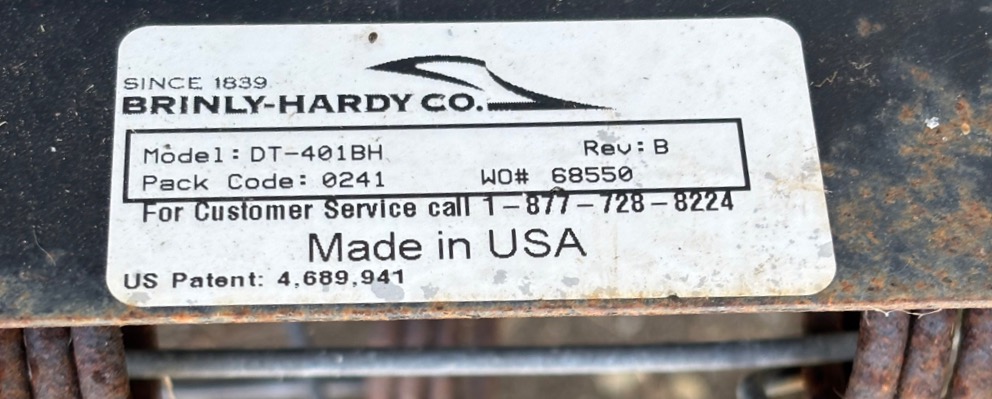 SINCE 1839
BRINLY-HARDY CO.
Model: DT-401BH Rev: B
Pack Code: 0241 WO# 68550
For Customer Service call 1-877-728-8224
Made in USA
US Patent: 4,689,941